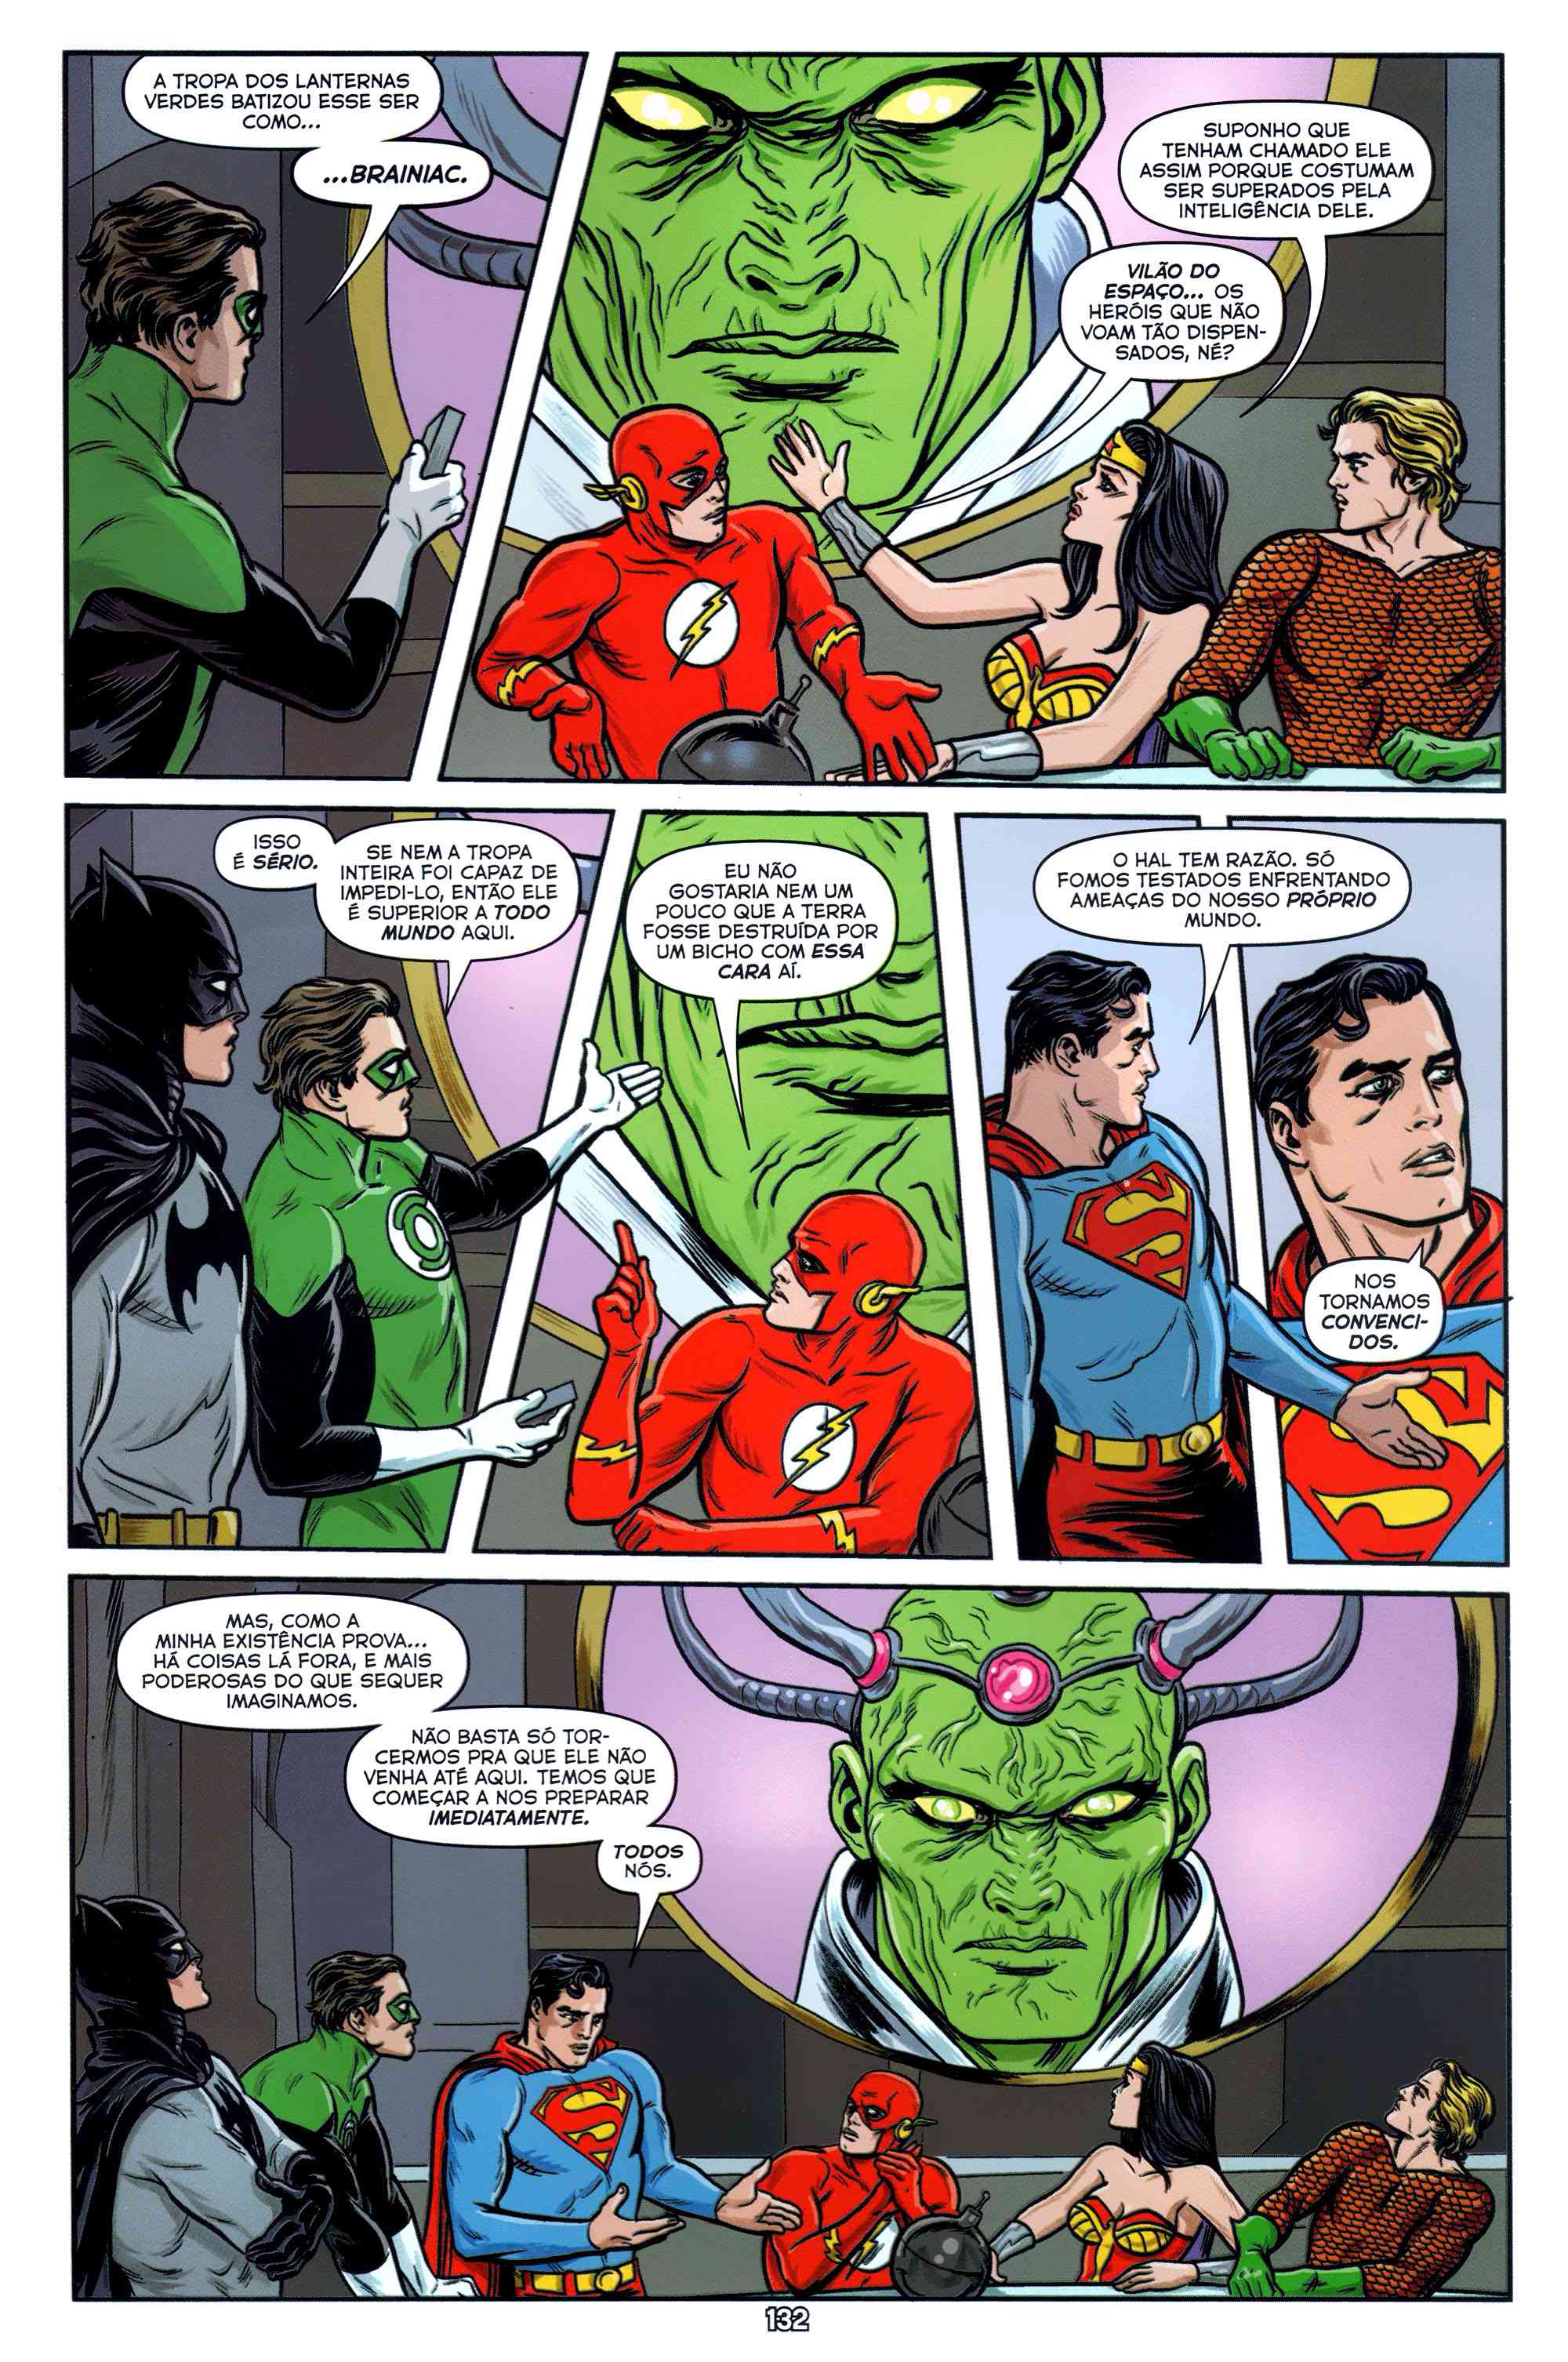 A TROPA DOS LANTERNAS
VERDES BATIZOU ESSE SER
COMO...
...BRAINIAC.
SUPONHO QUE
TENHAM CHAMADO ELE
ASSIM PORQUE COSTUMAM
SER SUPERADOS PELA
INTELIGÊNCIA DELE.
VILÃO DO
ESPAÇO... OS
HERÓIS QUE NÃO
VOAM TÃO DISPEN-
SADOS, NÉ?
ISSO
É SÉRIO.
SE NEM A TROPA
INTEIRA FOI CAPAZ DE
IMPEDI-LO, ENTÃO ELE
É SUPERIOR A TODO
MUNDO AQUI.
EU NÃO
GOSTARIA NEM UM
POUCO QUE A TERRA
FOSSE DESTRUÍDA POR
UM BICHO COM ESSA
CARA AÍ.
O HAL TEM RAZÃO. SÓ
FOMOS TESTADOS ENFRENTANDO
AMEAÇAS DO NOSSO PRÓPRIO
MUNDO.
NOS
TORNAMOS
CONVENCI-
DOS.
MAS, COMO A
MINHA EXISTÊNCIA PROVA...
HÁ COISAS LÁ FORA, E MAIS
PODEROSAS DO QUE SEQUER
IMAGINAMOS.
NÃO BASTA SÓ TOR-
CERMOS PRA QUE ELE NÃO
VENHA ATÉ AQUI. TEMOS QUE
COMEÇAR A NOS PREPARAR
IMEDIATAMENTE.
TODOS
NÓS.
132